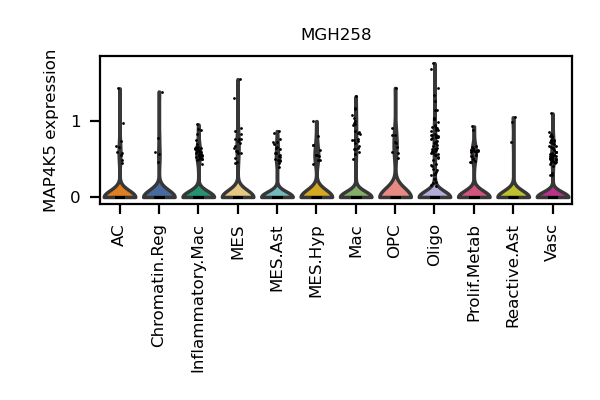 MGH258
MAP4K5 expression
1
0
AC
Chromatin.Reg
Inflammatory.Mac
MES
MES.Ast
MES.Hyp
Mac
OPC
Oligo
Prolif.Metab
Reactive.Ast
Vasc